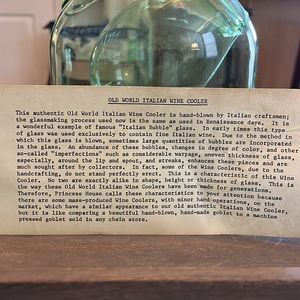 OLD WORLD ITALIAN WINE COOLER
This authentic Old World Italian Wine Cooler is hand-blown by Italian craftsmen;
the glassmaking process used now is the same as used in Renaissance days. It is
a wonderful example of famous "Italian Bubble" glass. In early times this type
of glass was used exclusively to contain fine Italian wine. Due to the method in
which this glass is blown, sometimes large quantities of bubbles are incorporated
in the glass. An abundance of these bubbles, changes in degree of color, and other
so-called "imperfections" such as considerable warpage, uneven thickness of glass,
especially, around the lip and spout, and streaks, enhances these pieces and are
much sought after by collectors. In fact, some of the Wine Coolers, due to the
handcrafting, do not stand perfectly erect. This is a characteristic of this Wine
Cooler. No two are exactly alike in shape, height or thickness of glass. This is
the way these Old World Italian Wine Coolers have been made for generations.
Therefore, Princess House calls these characteristics to your attention because
there are some mass-produced Wine Coolers, with minor hand-operations, on the
market, which have a similar appearance to our old authentic Italian Wine Cooler,
but it is like comparing a beautiful hand-blown, hand-made goblet to a machine
pressed goblet sold in any chain store.